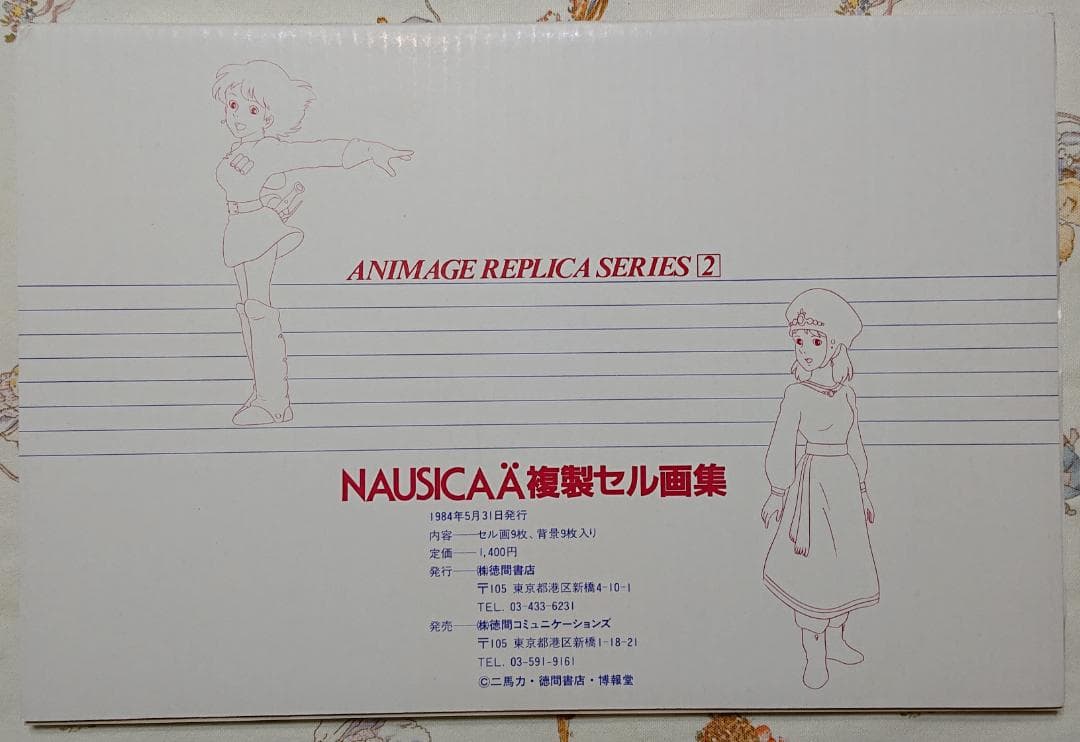 ANIMAGE REPLICA SERIES 2
NAUSICAÄ複製セル画集
1984年5月31日発行
内容──セル画9枚、背景9枚入り
定価──1,400円
発行──㈱徳間書店
〒105 東京都港区新橋4-10-1
TEL. 03-433-6231
発売──㈱徳間コミュニケーションズ
〒105 東京都港区新橋1-18-21
TEL. 03-591-9161
©二馬力・徳間書店・博報堂